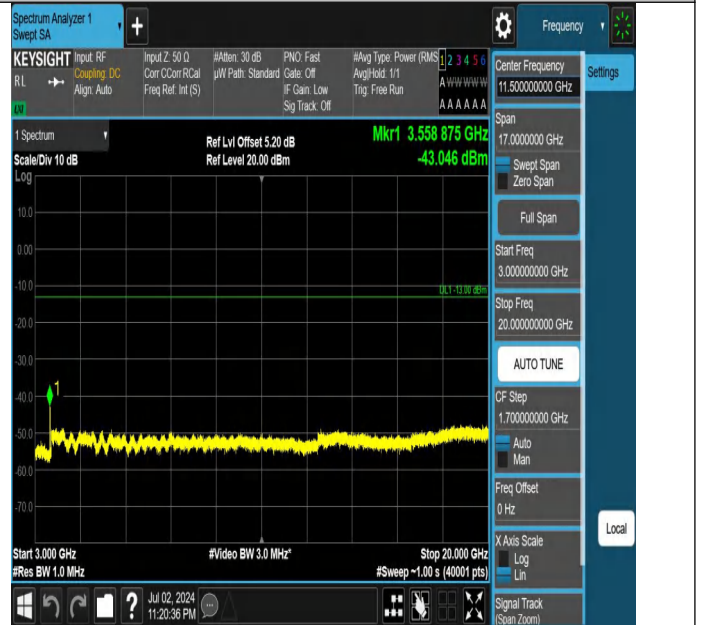 Spectrum Analyzer 1
Swept SA
+
Frequency
KEYSIGHT
RL
LXI
Input: RF
Coupling: DC
Align: Auto
Input Z: 50 Ω
Corr CCorr RCal
Freq Ref: Int (S)
#Atten: 30 dB
µW Path: Standard
PNO: Fast
Gate: Off
IF Gain: Low
Sig Track: Off
#Avg Type: Power (RMS
Avg|Hold: 1/1
Trig: Free Run
1 2 3 4 5 6
A W W W W W
A A A A A A
1 Spectrum
Scale/Div 10 dB
Log
Ref Lvl Offset 5.20 dB
Ref Level 20.00 dBm
Mkr1 3.558 875 GHz
-43.046 dBm
10.0
0.00
-10.0
DL1 -13.00 dBm
-20.0
-30.0
-40.0
1
-50.0
-60.0
-70.0
Start 3.000 GHz
#Res BW 1.0 MHz
#Video BW 3.0 MHz*
Stop 20.000 GHz
#Sweep ~1.00 s (40001 pts)
Jul 02, 2024
11:20:36 PM
?
Center Frequency
11.500000000 GHz
Settings
Span
17.0000000 GHz
Swept Span
Zero Span
Full Span
Start Freq
3.000000000 GHz
Stop Freq
20.000000000 GHz
AUTO TUNE
CF Step
1.700000000 GHz
Auto
Man
Freq Offset
0 Hz
X Axis Scale
Log
Lin
Local
Signal Track
(Span Zoom)